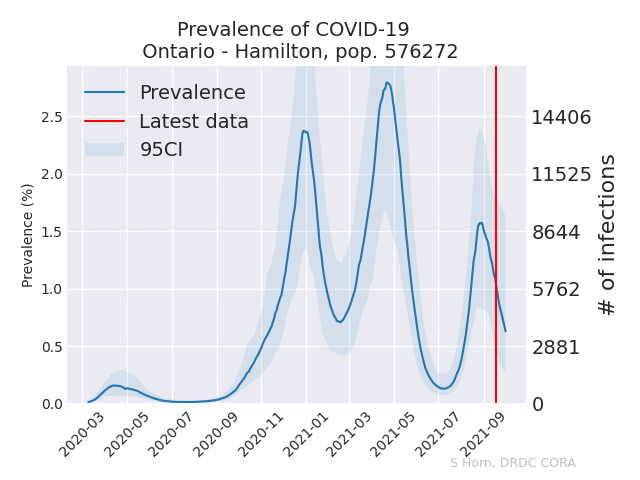 Prevalence of COVID-19
Ontario - Hamilton, pop. 576272
Prevalence
Latest data
95CI
Prevalence (%)
2.5
2.0
1.5
1.0
0.5
0.0
14406
11525
8644
5762
2881
0
# of infections
2020-03
2020-05
2020-07
2020-09
2020-11
2021-01
2021-03
2021-05
2021-07
2021-09
S Horn, DRDC CORA